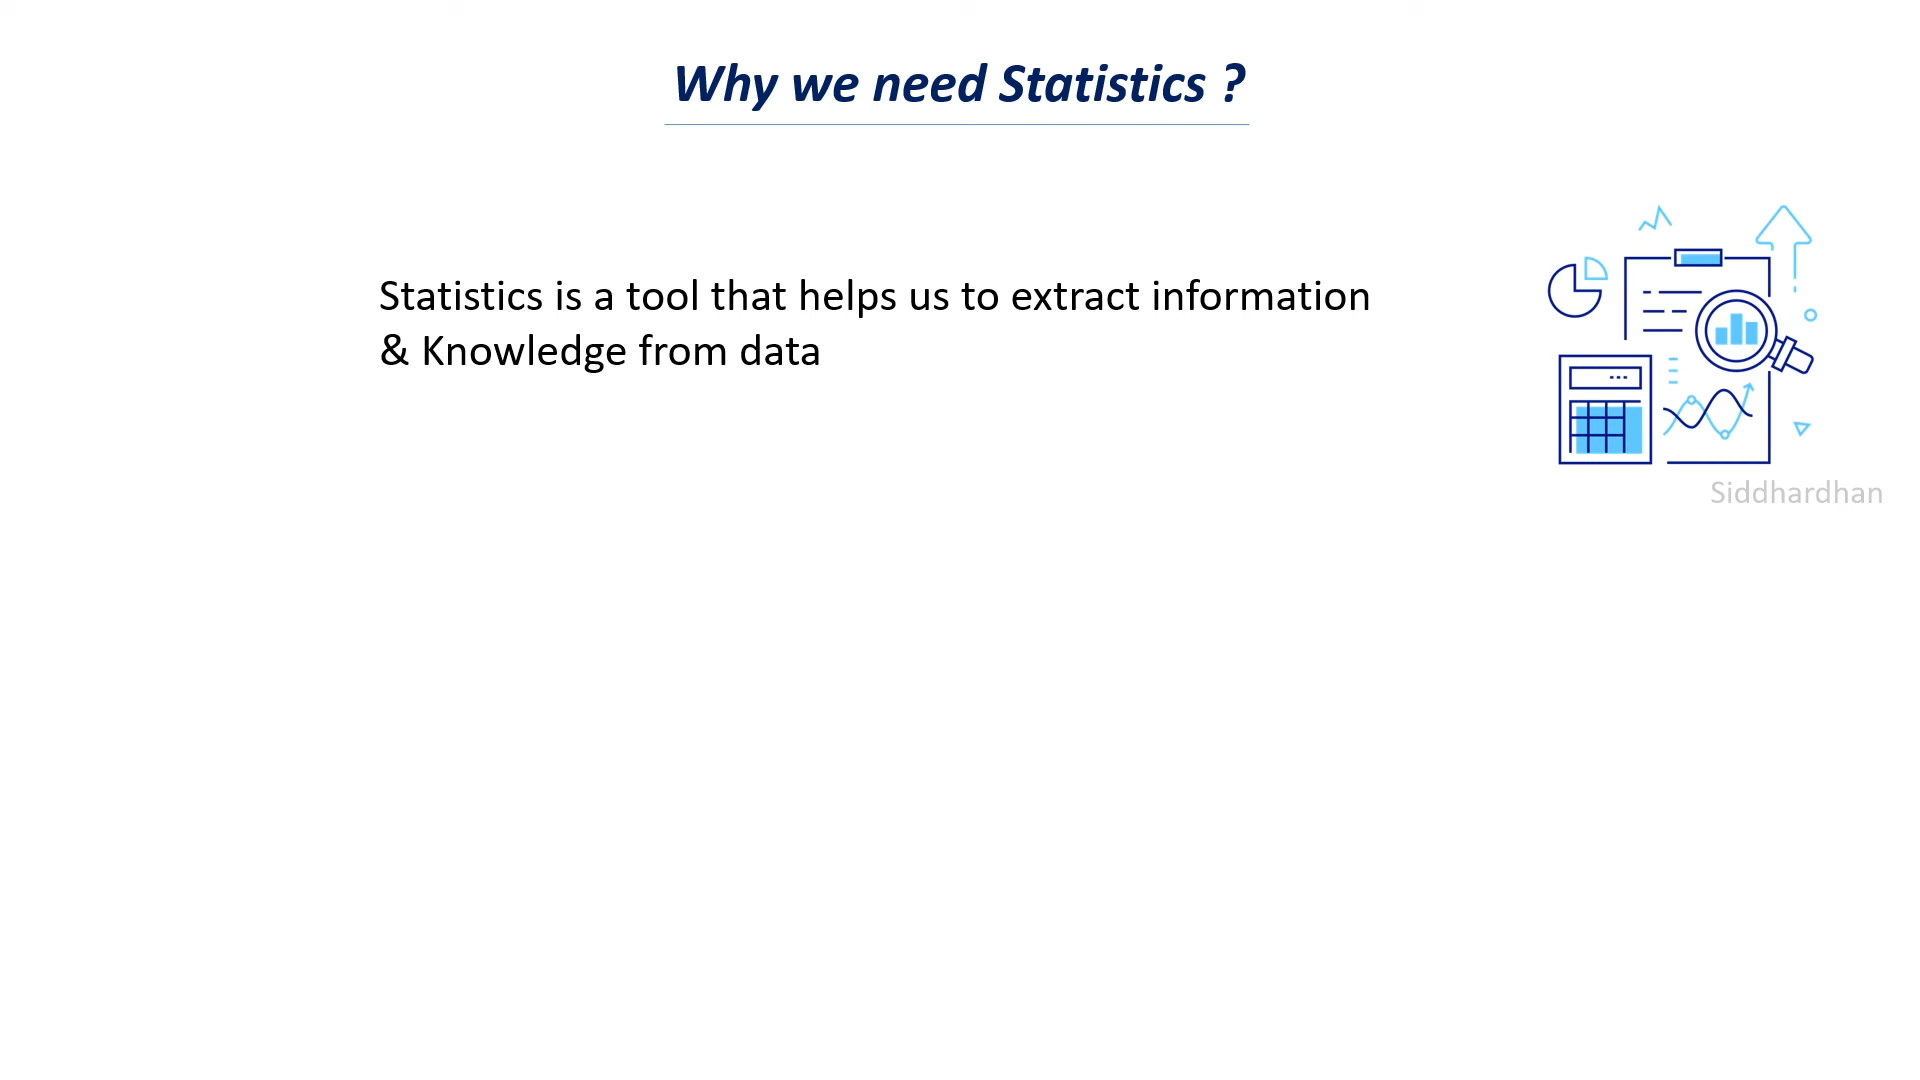 Why we need Statistics ?
Statistics is a tool that helps us to extract information
& Knowledge from data
Siddhardhan